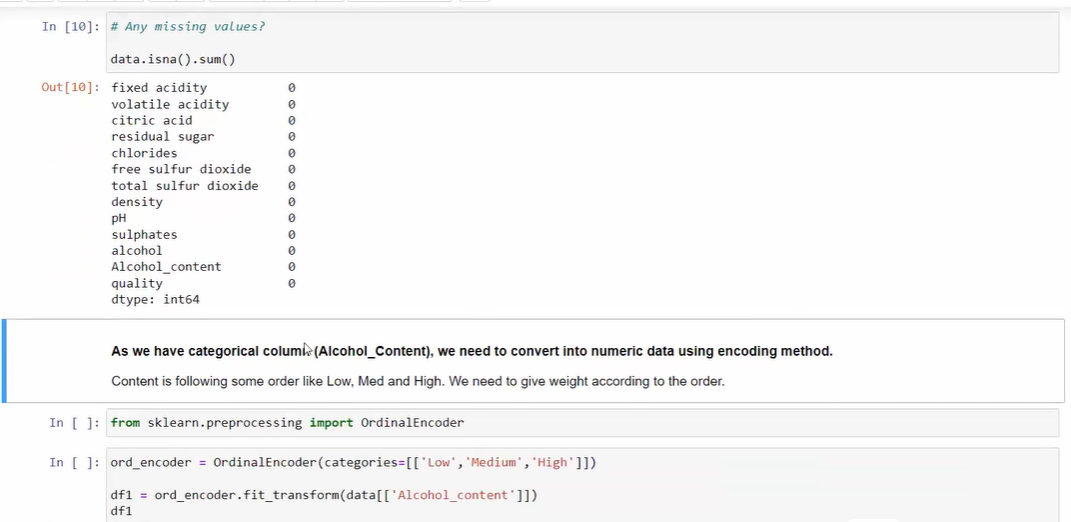 In [10]: # Any missing values?
data.isna().sum()
Out[10]: fixed acidity 0
volatile acidity 0
citric acid 0
residual sugar 0
chlorides 0
free sulfur dioxide 0
total sulfur dioxide 0
density 0
pH 0
sulphates 0
alcohol 0
Alcohol_content 0
quality 0
dtype: int64
As we have categorical column (Alcohol_Content), we need to convert into numeric data using encoding method.
Content is following some order like Low, Med and High. We need to give weight according to the order.
In [ ]: from sklearn.preprocessing import OrdinalEncoder
In [ ]: ord_encoder = OrdinalEncoder(categories=[['Low','Medium','High']])
df1 = ord_encoder.fit_transform(data[['Alcohol_content']])
df1